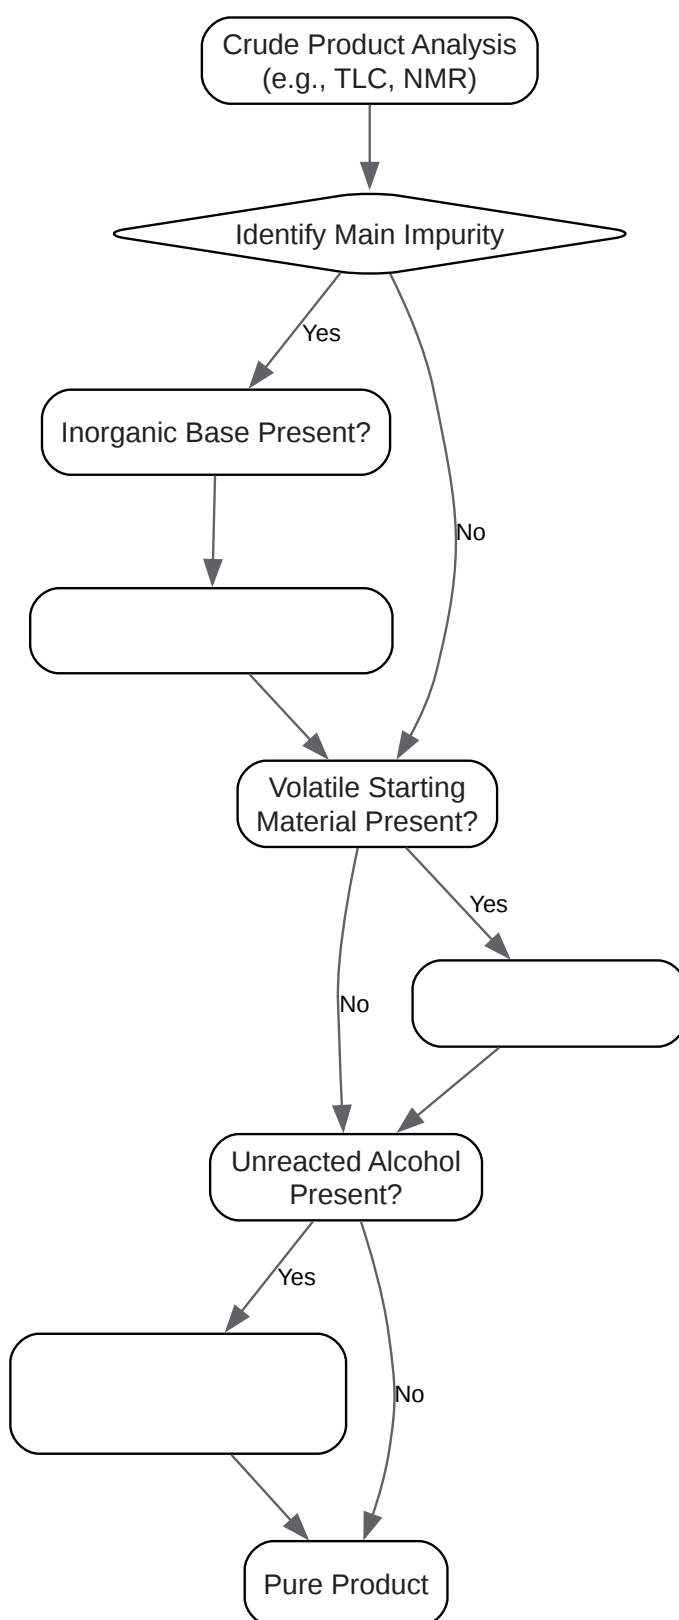 Crude Product Analysis
(e.g., TLC, NMR)
Identify Main Impurity
Yes
Inorganic Base Present?
No
Volatile Starting
Material Present?
Yes
No
Unreacted Alcohol
Present?
Yes
No
Pure Product